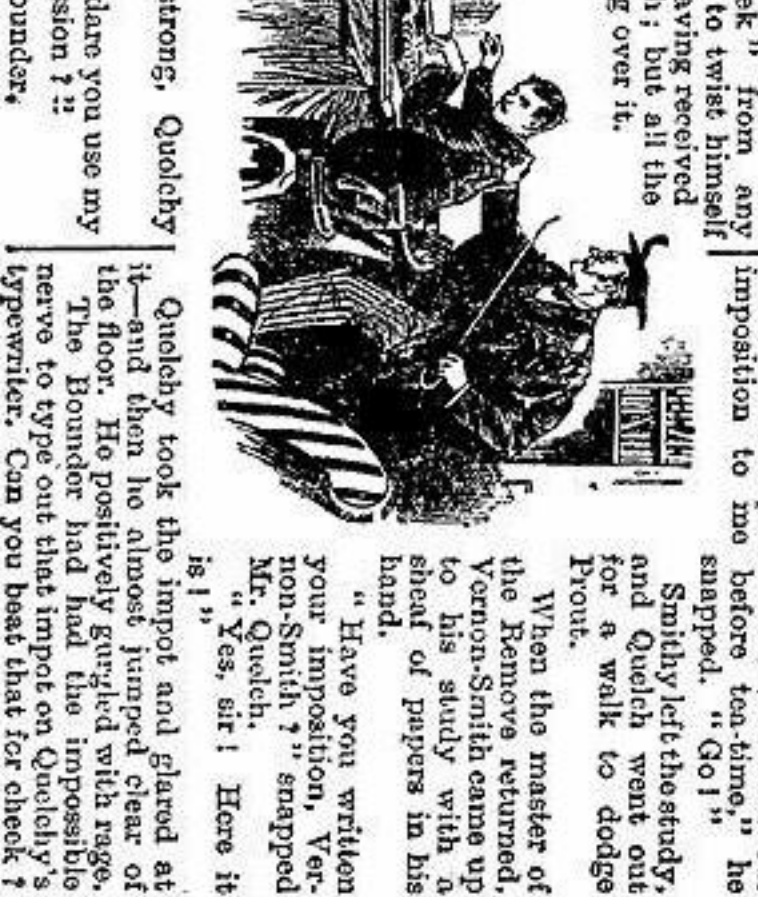 ek" from any
to twist himself
aving received
; but all the
g over it.
strong, Quelchy
dare you use my
ssion ?"
ounder,
imposition to me before tea-time," he
snapped. "Go!"
Smithy left the study,
and Quelch went out
for a walk to dodge
Prout.
When the master of
the Remove returned,
Vernon-Smith came up
to his study with a
sheaf of papers in his
hand.
"Have you written
your imposition, Ver-
non-Smith ?" snapped
Mr. Quelch.
"Yes, sir! Here it
is!"
Quelchy took the impot and glared at
it—and then he almost jumped clear of
the floor. He positively gurgled with rage.
The Bounder had had the impossible
nerve to type out that impot on Quelchy's
typewriter. Can you beat that for cheek ?